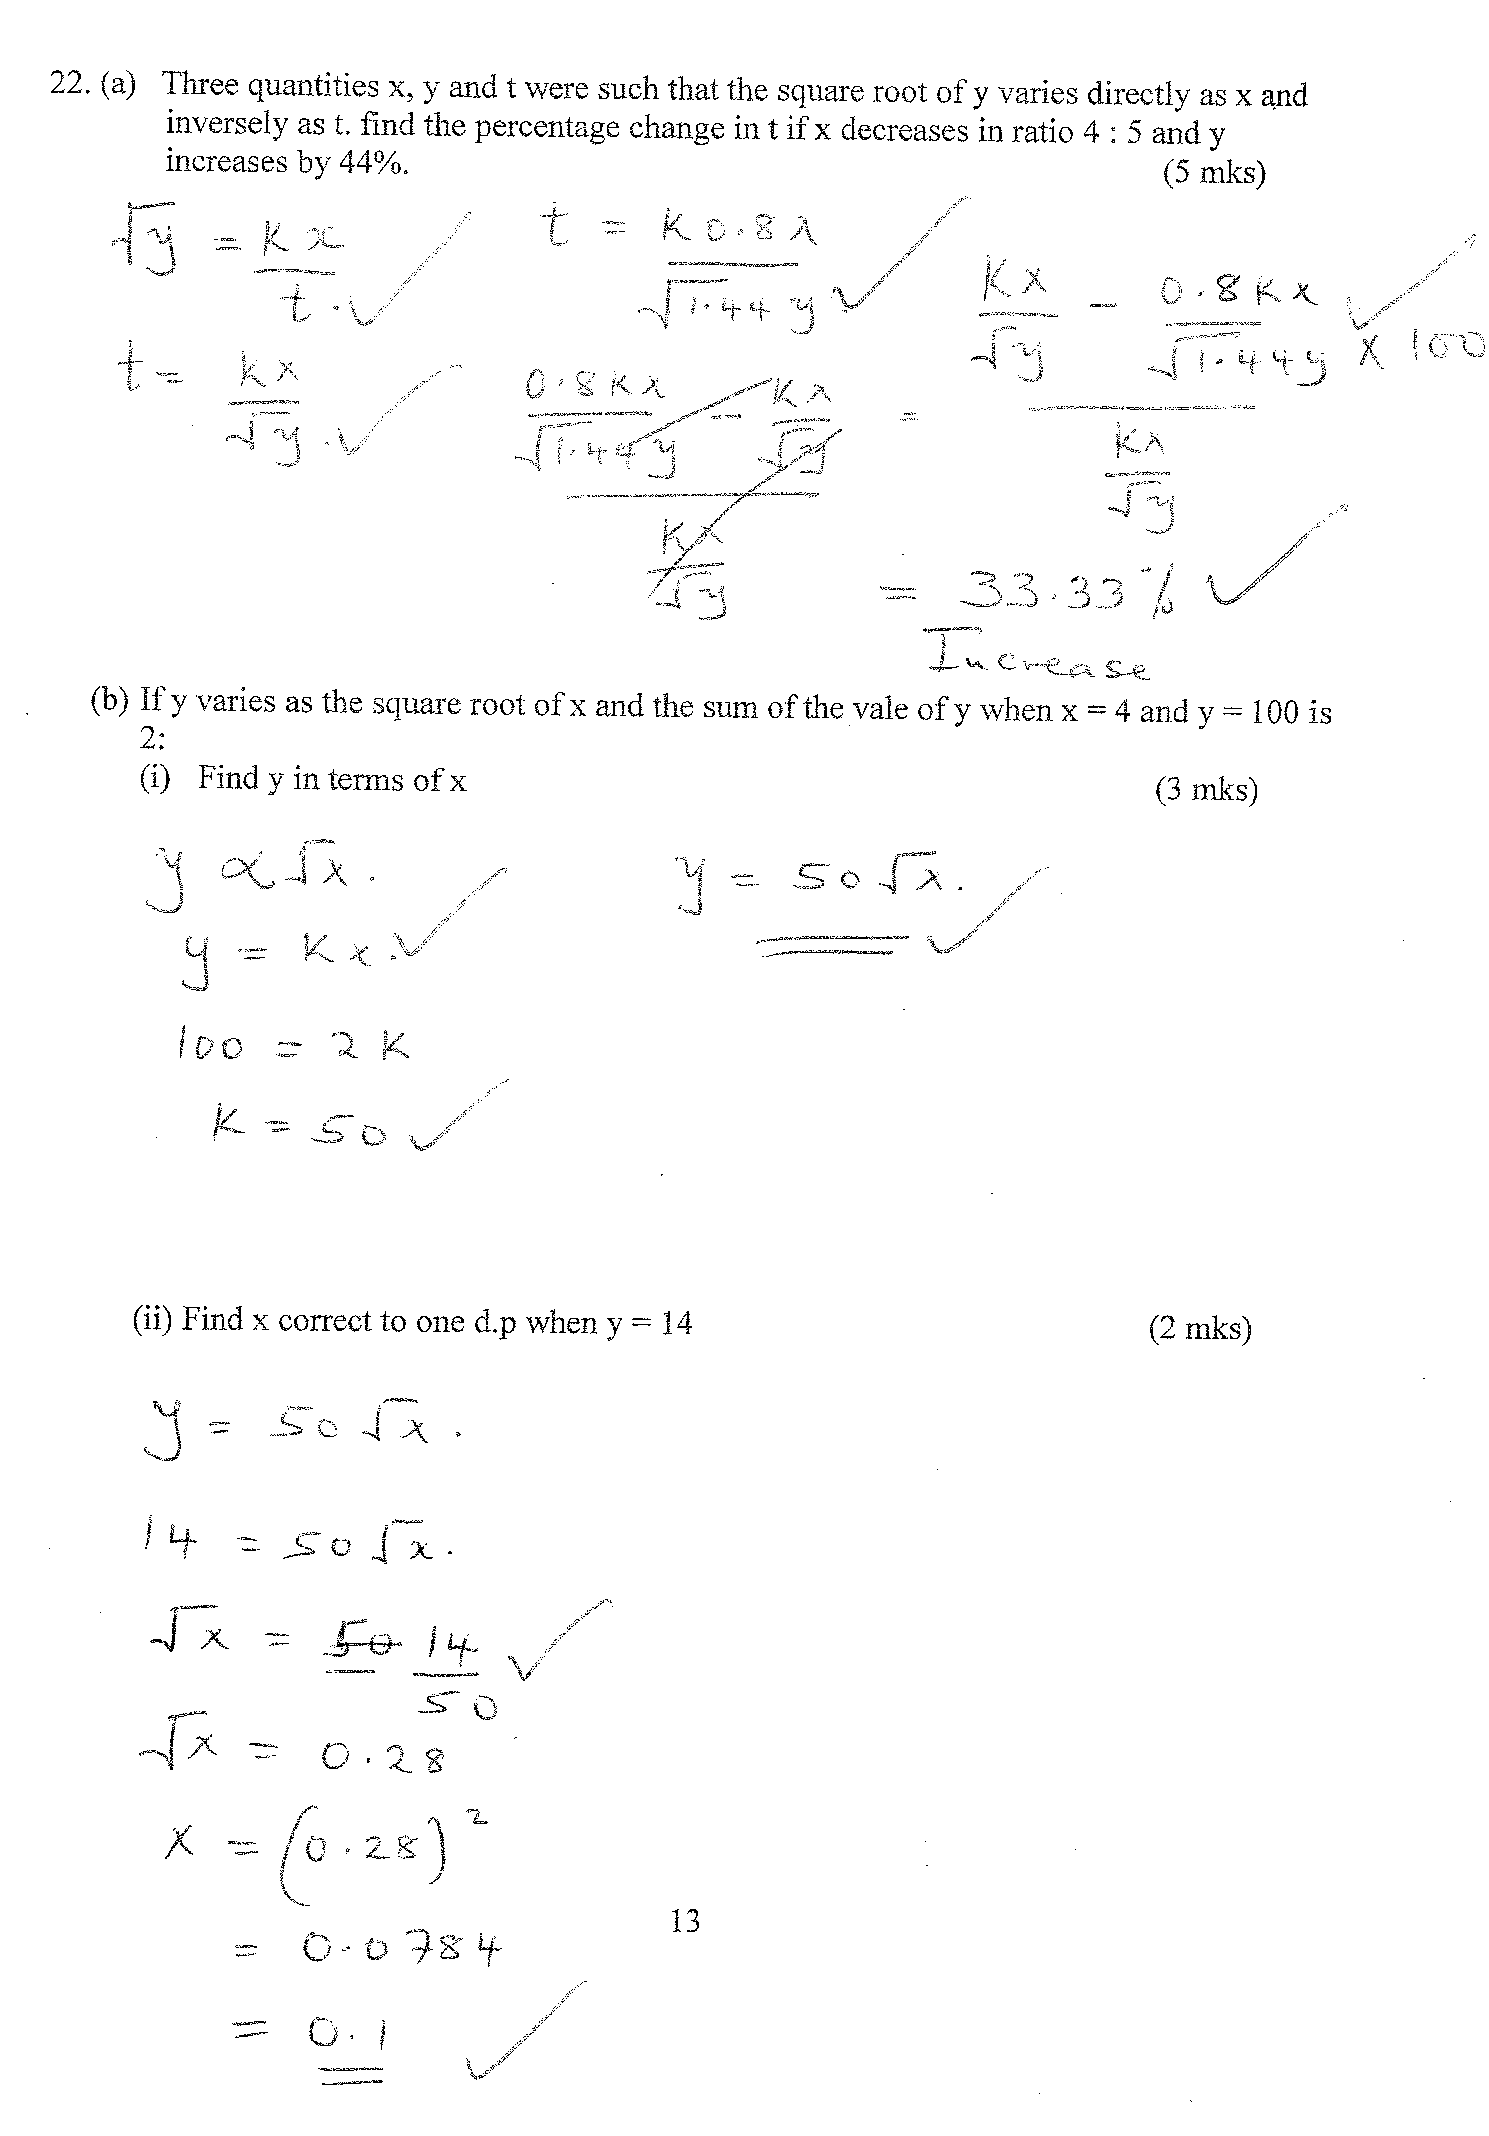 22. (a) Three quantities x, y and t were such that the square root of y varies directly as x and
inversely as t. find the percentage change in t if x decreases in ratio 4 : 5 and y
increases by 44%. (5 mks)
√y = kx/t. ✓
t = kx/√y. ✓
t = k0.8x/√1.44y ✓
(0.8kx/√1.44y - kx/√y)/(kx/√y) = (kx/√y - 0.8kx/√1.44y)/(kx/√y) ✓ x 100
= 33.33% ✓
Increase
(b) If y varies as the square root of x and the sum of the vale of y when x = 4 and y = 100 is
2:
(i) Find y in terms of x (3 mks)
y ∝ √x.
y = kx. ✓
100 = 2k
k = 50 ✓
y = 50√x. ✓
(ii) Find x correct to one d.p when y = 14 (2 mks)
y = 50√x.
14 = 50√x.
√x = 50 14/50 ✓
√x = 0.28
x = (0.28)²
= 0.0784
= 0.1 ✓
13